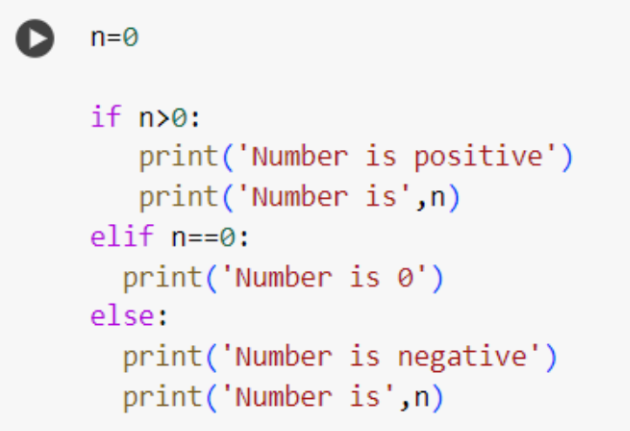 n=0
if n>0:
   print('Number is positive')
   print('Number is',n)
elif n==0:
  print('Number is 0')
else:
  print('Number is negative')
  print('Number is',n)